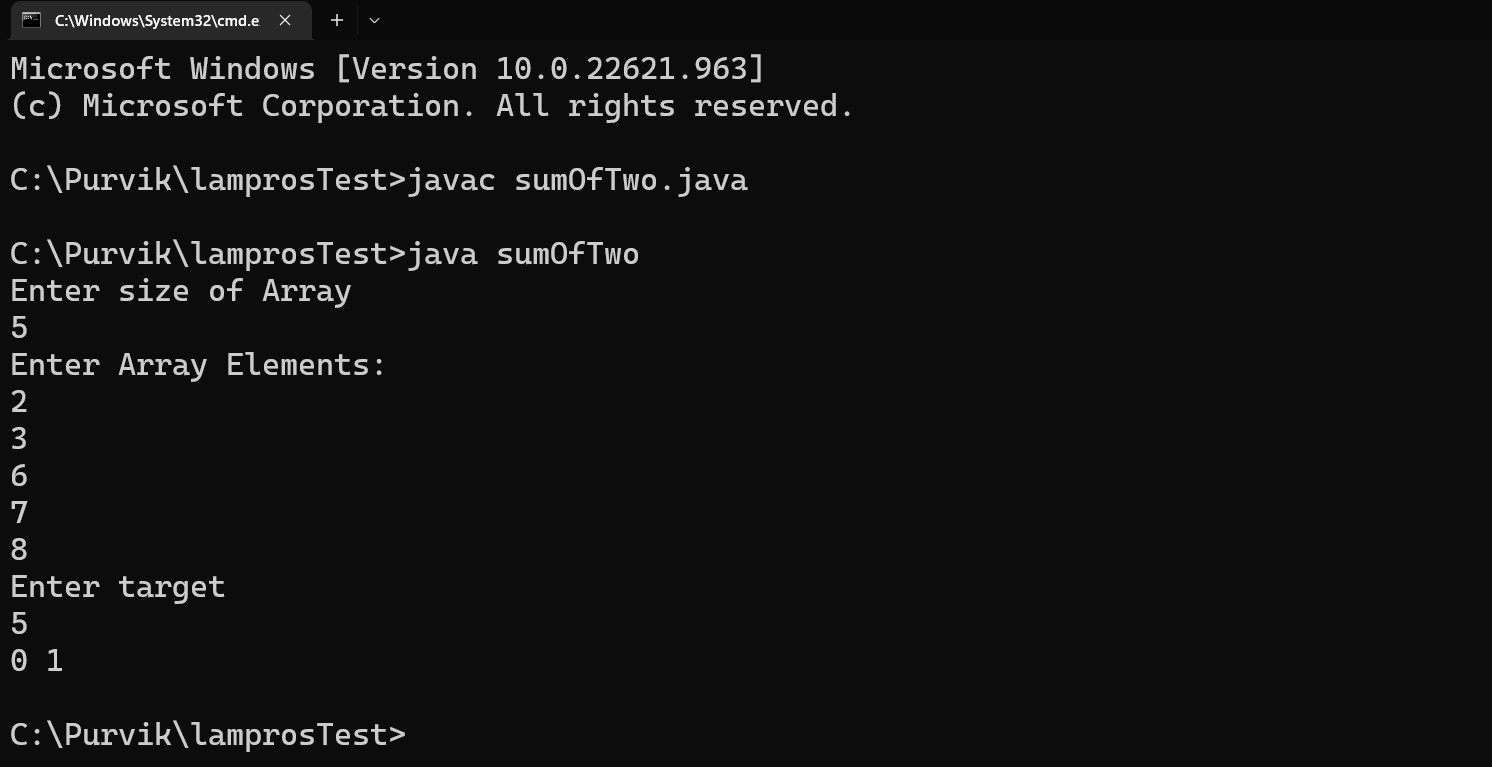 C:\Windows\System32\cmd.e
Microsoft Windows [Version 10.0.22621.963]
(c) Microsoft Corporation. All rights reserved.
C:\Purvik\lamprosTest>javac sumOfTwo.java
C:\Purvik\lamprosTest>java sumOfTwo
Enter size of Array
5
Enter Array Elements:
2
3
6
7
8
Enter target
5
0 1
C:\Purvik\lamprosTest>